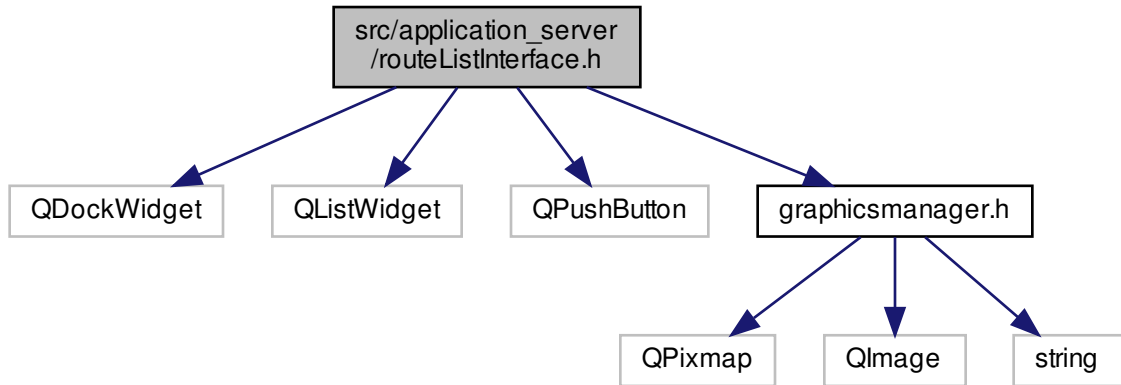 src/application_server
/routeListInterface.h
QDockWidget
QListWidget
QPushButton
graphicsmanager.h
QPixmap
QImage
string